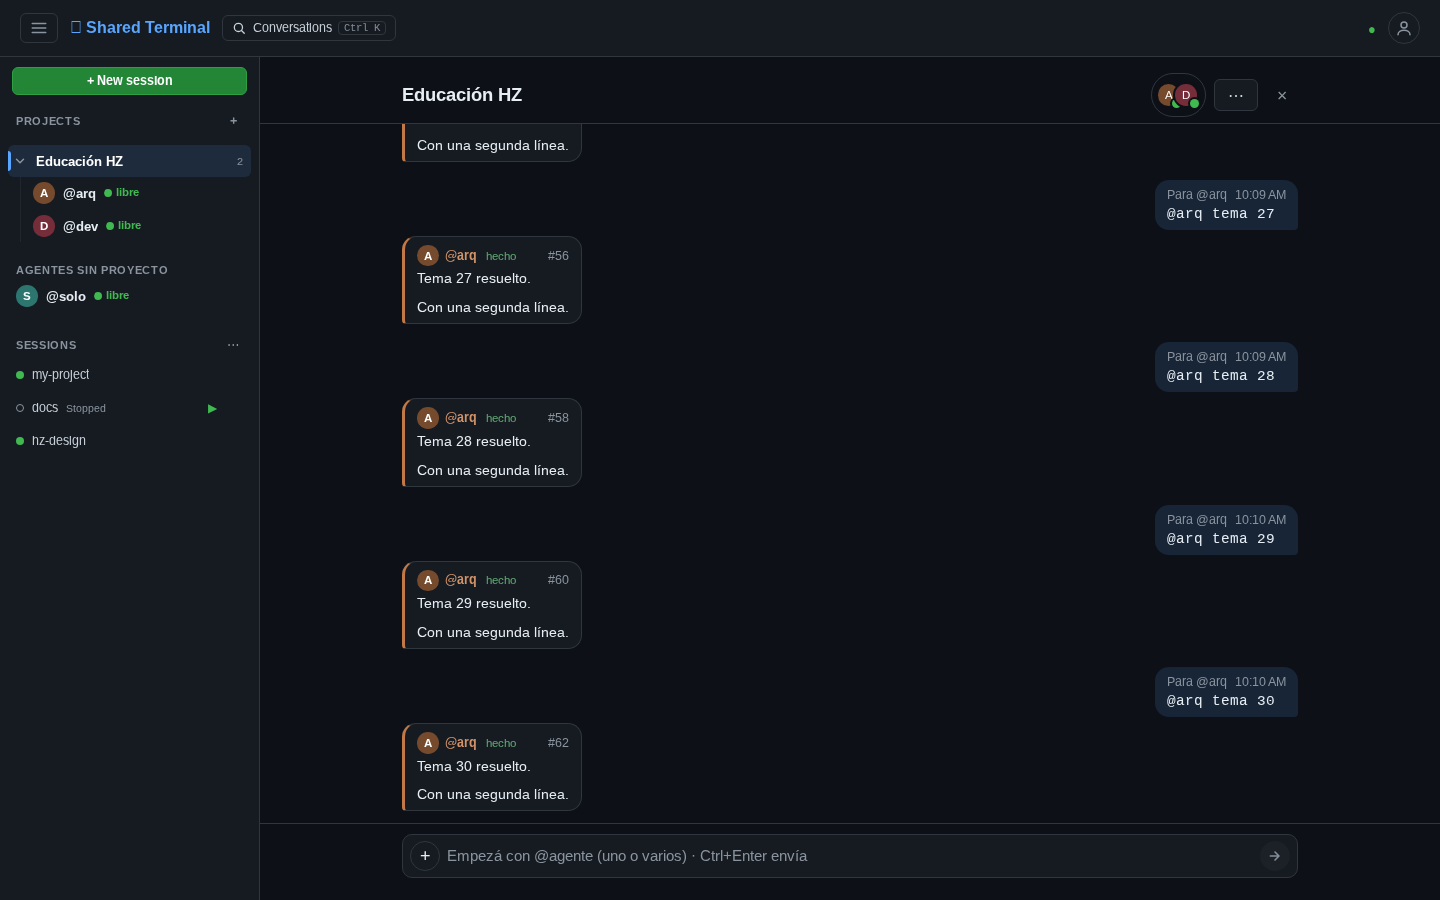 Shared Terminal
Conversations Ctrl K
+ New session
PROJECTS +
Educación HZ 2
A @arq libre
D @dev libre
AGENTES SIN PROYECTO
S @solo libre
SESSIONS ...
my-project
docs Stopped
hz-design
Educación HZ
A D ... ×
Con una segunda línea.
Para @arq 10:09 AM
@arq tema 27
A @arq hecho #56
Tema 27 resuelto.
Con una segunda línea.
Para @arq 10:09 AM
@arq tema 28
A @arq hecho #58
Tema 28 resuelto.
Con una segunda línea.
Para @arq 10:10 AM
@arq tema 29
A @arq hecho #60
Tema 29 resuelto.
Con una segunda línea.
Para @arq 10:10 AM
@arq tema 30
A @arq hecho #62
Tema 30 resuelto.
Con una segunda línea.
+ Empezá con @agente (uno o varios) · Ctrl+Enter envía